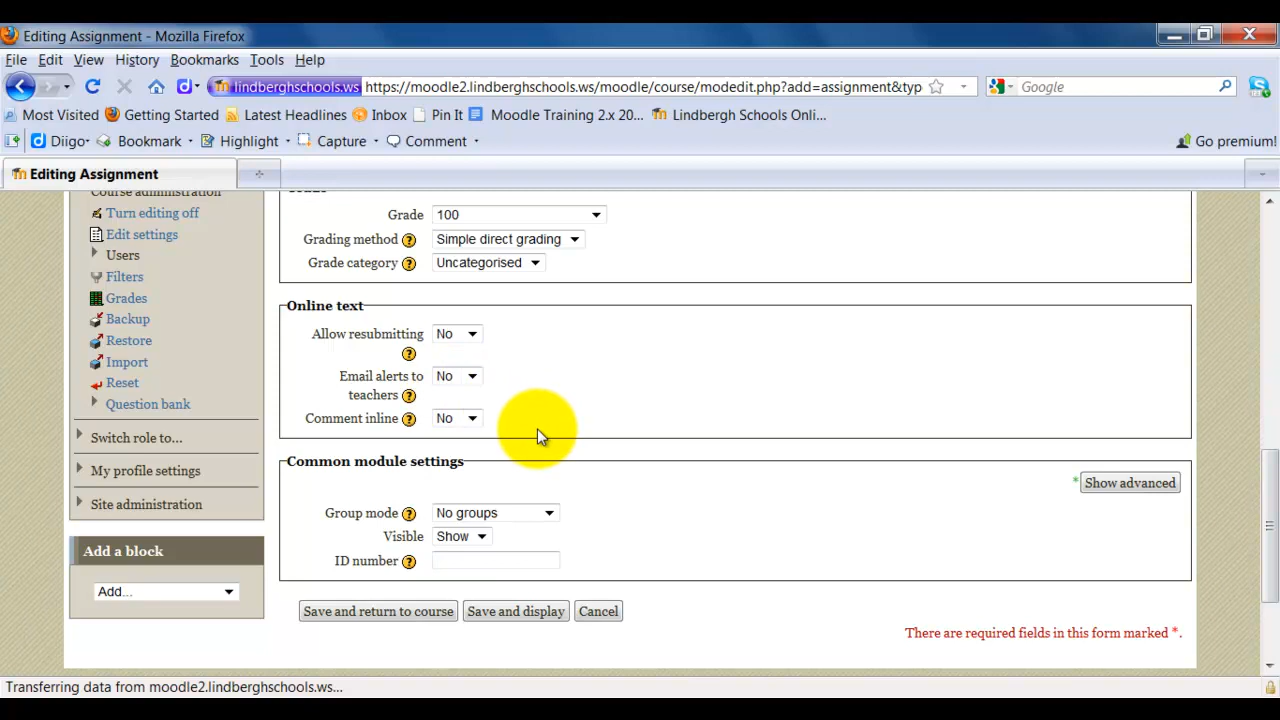 Editing Assignment - Mozilla Firefox
File Edit View History Bookmarks Tools Help
lindberghschools.ws https://moodle2.lindberghschools.ws/moodle/course/modedit.php?add=assignment&typ Google
Most Visited Getting Started Latest Headlines Inbox Pin It Moodle Training 2.x 20... Lindbergh Schools Onli...
Diigo Bookmark Highlight Capture Comment Go premium!
Editing Assignment
Course administration
Turn editing off
Edit settings
Users
Filters
Grades
Backup
Restore
Import
Reset
Question bank
Switch role to...
My profile settings
Site administration
Add a block
Add...
Grade 100
Grading method Simple direct grading
Grade category Uncategorised
Online text
Allow resubmitting No
Email alerts to teachers No
Comment inline No
Common module settings
* Show advanced
Group mode No groups
Visible Show
ID number
Save and return to course Save and display Cancel
There are required fields in this form marked *.
Transferring data from moodle2.lindberghschools.ws...